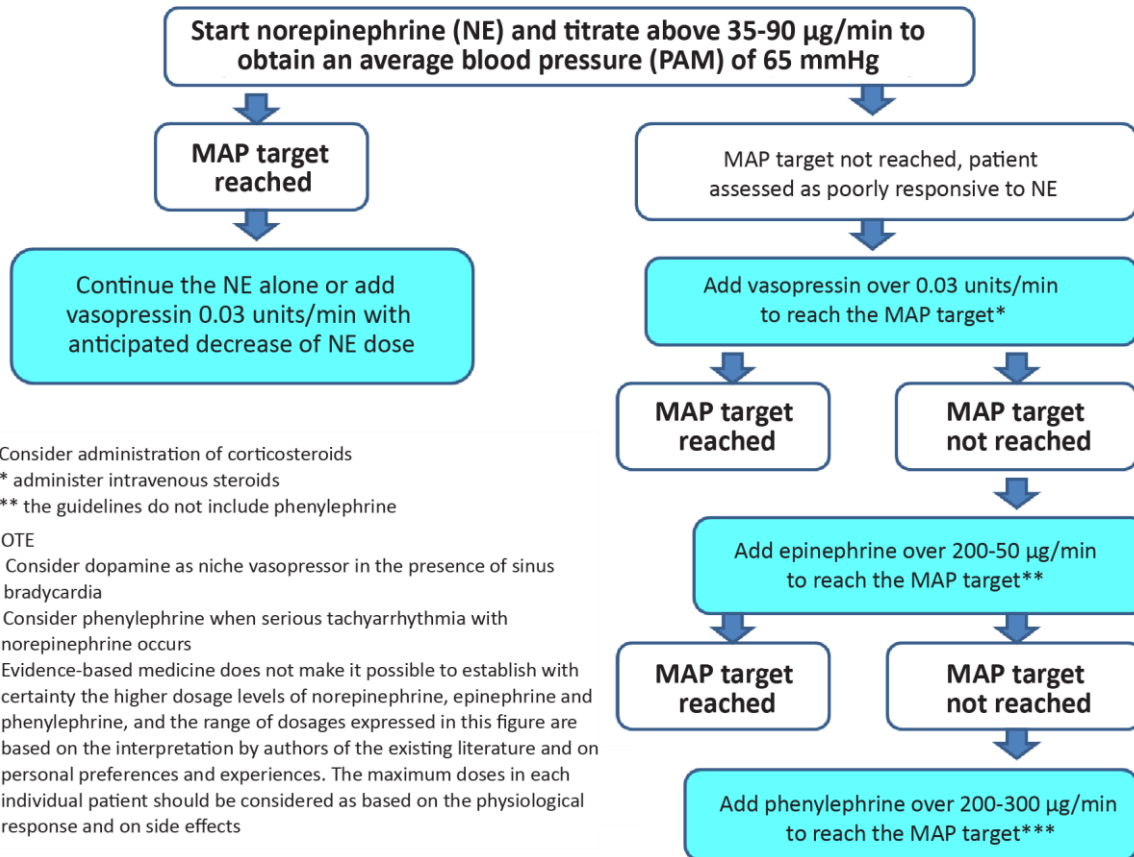 Start norepinephrine (NE) and titrate above 35-90 µg/min to
obtain an average blood pressure (PAM) of 65 mmHg
MAP target
reached
MAP target not reached, patient
assessed as poorly responsive to NE
Continue the NE alone or add
vasopressin 0.03 units/min with
anticipated decrease of NE dose
Add vasopressin over 0.03 units/min
to reach the MAP target*
MAP target
reached
MAP target
not reached
Add epinephrine over 200-50 µg/min
to reach the MAP target**
MAP target
reached
MAP target
not reached
Add phenylephrine over 200-300 µg/min
to reach the MAP target***
Consider administration of corticosteroids
* administer intravenous steroids
** the guidelines do not include phenylephrine
OTE
Consider dopamine as niche vasopressor in the presence of sinus
bradycardia
Consider phenylephrine when serious tachyarrhythmia with
norepinephrine occurs
Evidence-based medicine does not make it possible to establish with
certainty the higher dosage levels of norepinephrine, epinephrine and
phenylephrine, and the range of dosages expressed in this figure are
based on the interpretation by authors of the existing literature and on
personal preferences and experiences. The maximum doses in each
individual patient should be considered as based on the physiological
response and on side effects